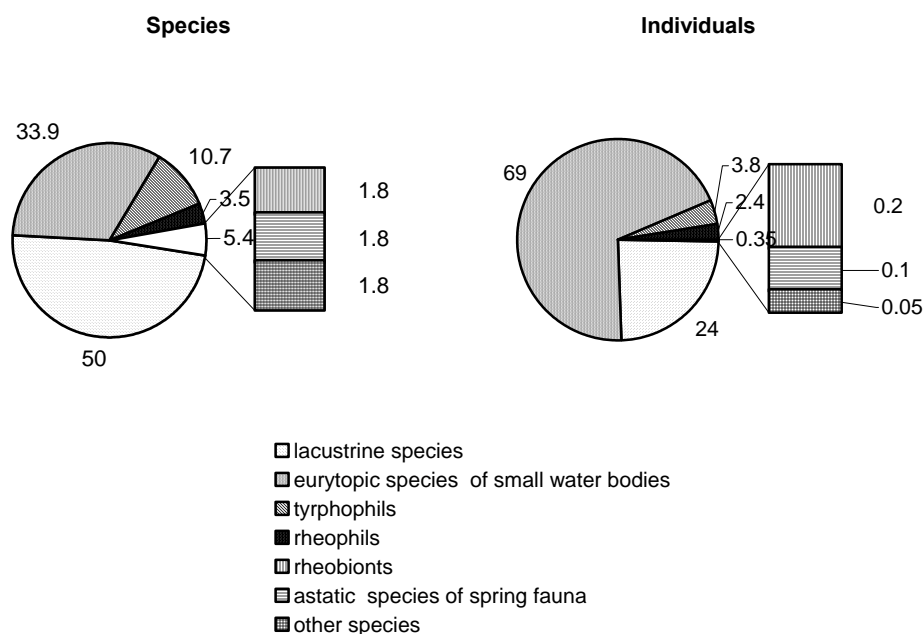 Species
Individuals
33.9
10.7
3.5
5.4
50
1.8
1.8
1.8
69
3.8
2.4
0.35
24
0.2
0.1
0.05
lacustrine species
eurytopic species of small water bodies
tyrphophils
rheophils
rheobionts
astatic species of spring fauna
other species